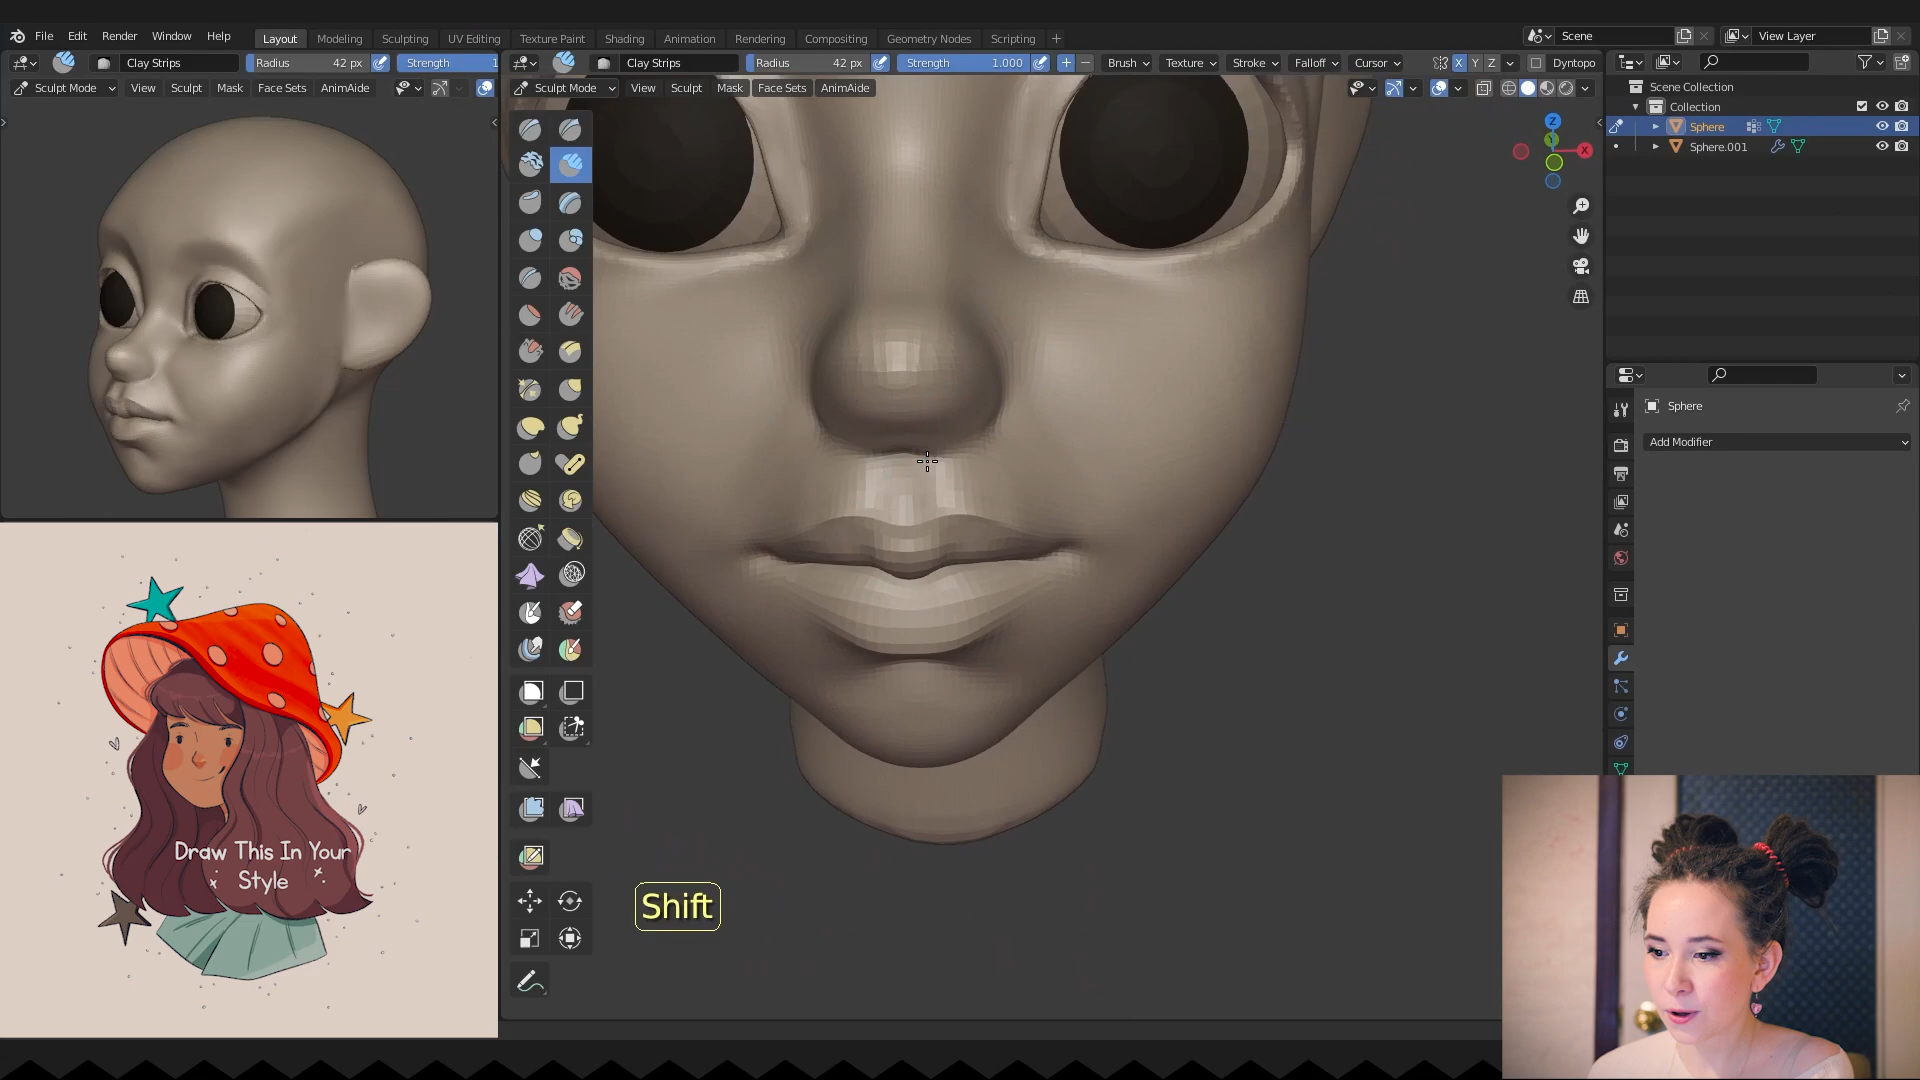 File Edit Render Window Help Layout Modeling Sculpting UV Editing Texture Paint Shading Animation Rendering Compositing Geometry Nodes Scripting + Scene View Layer
Clay Strips Radius 42 px Strength 1 Clay Strips Radius 42 px Strength 1.000 Brush Texture Stroke Falloff Cursor X Y Z Dyntopo
Sculpt Mode View Sculpt Mask Face Sets AnimAide Sculpt Mode View Sculpt Mask Face Sets AnimAide
Scene Collection
Collection
Sphere
Sphere.001
Z
X
Sphere
Add Modifier
Draw This In Your
Style
Shift